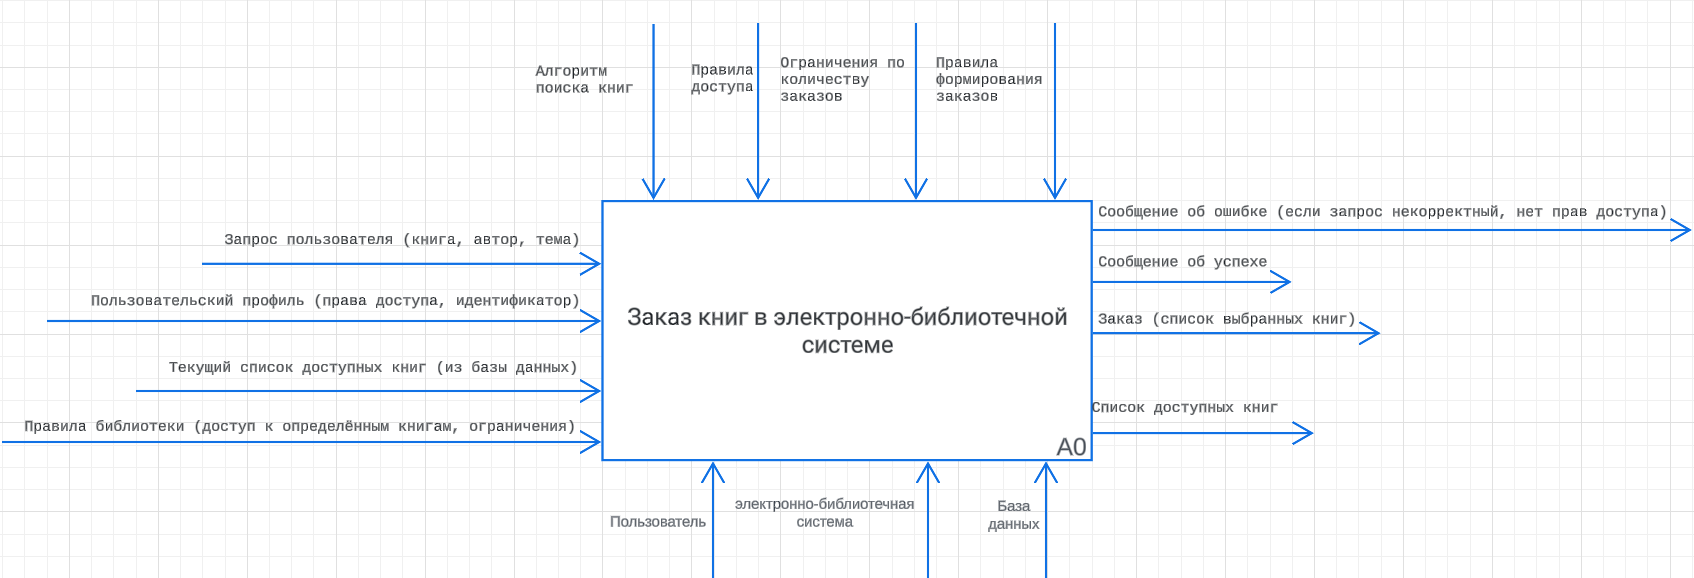 Алгоритм
поиска книг
Правила
доступа
Ограничения по
количеству
заказов
Правила
формирования
заказов
Запрос пользователя (книга, автор, тема)
Пользовательский профиль (права доступа, идентификатор)
Текущий список доступных книг (из базы данных)
Правила библиотеки (доступ к определённым книгам, ограничения)
Заказ книг в электронно-библиотечной
системе
A0
Сообщение об ошибке (если запрос некорректный, нет прав доступа)
Сообщение об успехе
Заказ (список выбранных книг)
Список доступных книг
Пользователь
электронно-библиотечная
система
База
данных